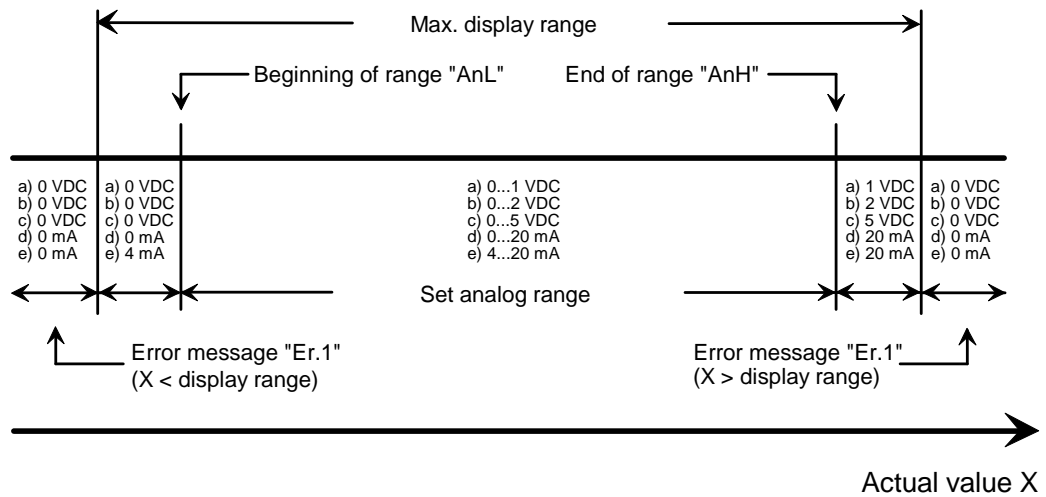 Max. display range
Beginning of range "AnL"
End of range "AnH"
a) 0 VDC
b) 0 VDC
c) 0 VDC
d) 0 mA
e) 0 mA
a) 0 VDC
b) 0 VDC
c) 0 VDC
d) 0 mA
e) 4 mA
a) 0...1 VDC
b) 0...2 VDC
c) 0...5 VDC
d) 0...20 mA
e) 4...20 mA
a) 1 VDC
b) 2 VDC
c) 5 VDC
d) 20 mA
e) 20 mA
a) 0 VDC
b) 0 VDC
c) 0 VDC
d) 0 mA
e) 0 mA
Set analog range
Error message "Er.1"
(X < display range)
Error message "Er.1"
(X > display range)
Actual value X